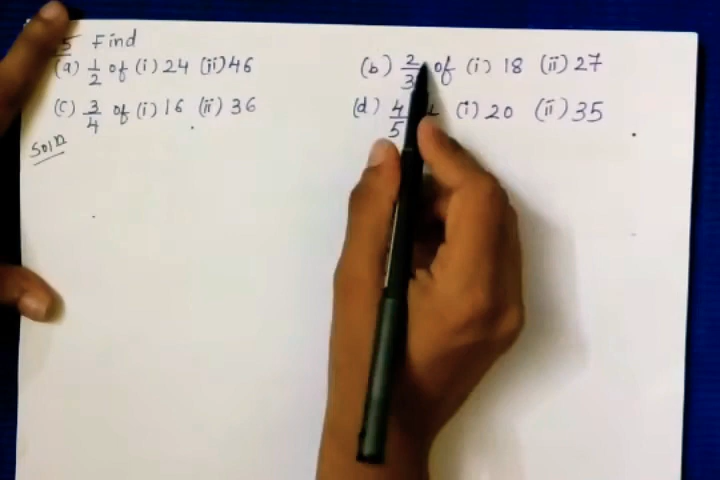 5 Find
(a) 1/2 of (i) 24 (ii) 46 (b) 2/3 of (i) 18 (ii) 27
(c) 3/4 of (i) 16 (ii) 36 (d) 4/5 (i) 20 (ii) 35
Soln